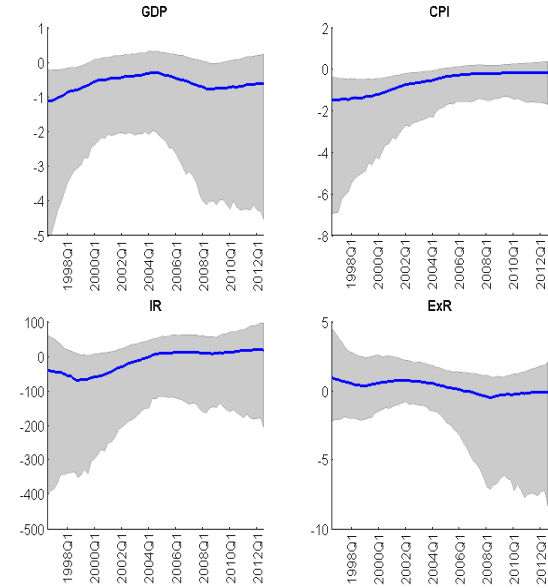 GDP
1
0
-1
-2
-3
-4
-5
1998Q1
2000Q1
2002Q1
2004Q1
2006Q1
2008Q1
2010Q1
2012Q1
CPI
2
0
-2
-4
-6
-8
1998Q1
2000Q1
2002Q1
2004Q1
2006Q1
2008Q1
2010Q1
2012Q1
IR
100
0
-100
-200
-300
-400
-500
1998Q1
2000Q1
2002Q1
2004Q1
2006Q1
2008Q1
2010Q1
2012Q1
ExR
5
0
-5
-10
1998Q1
2000Q1
2002Q1
2004Q1
2006Q1
2008Q1
2010Q1
2012Q1